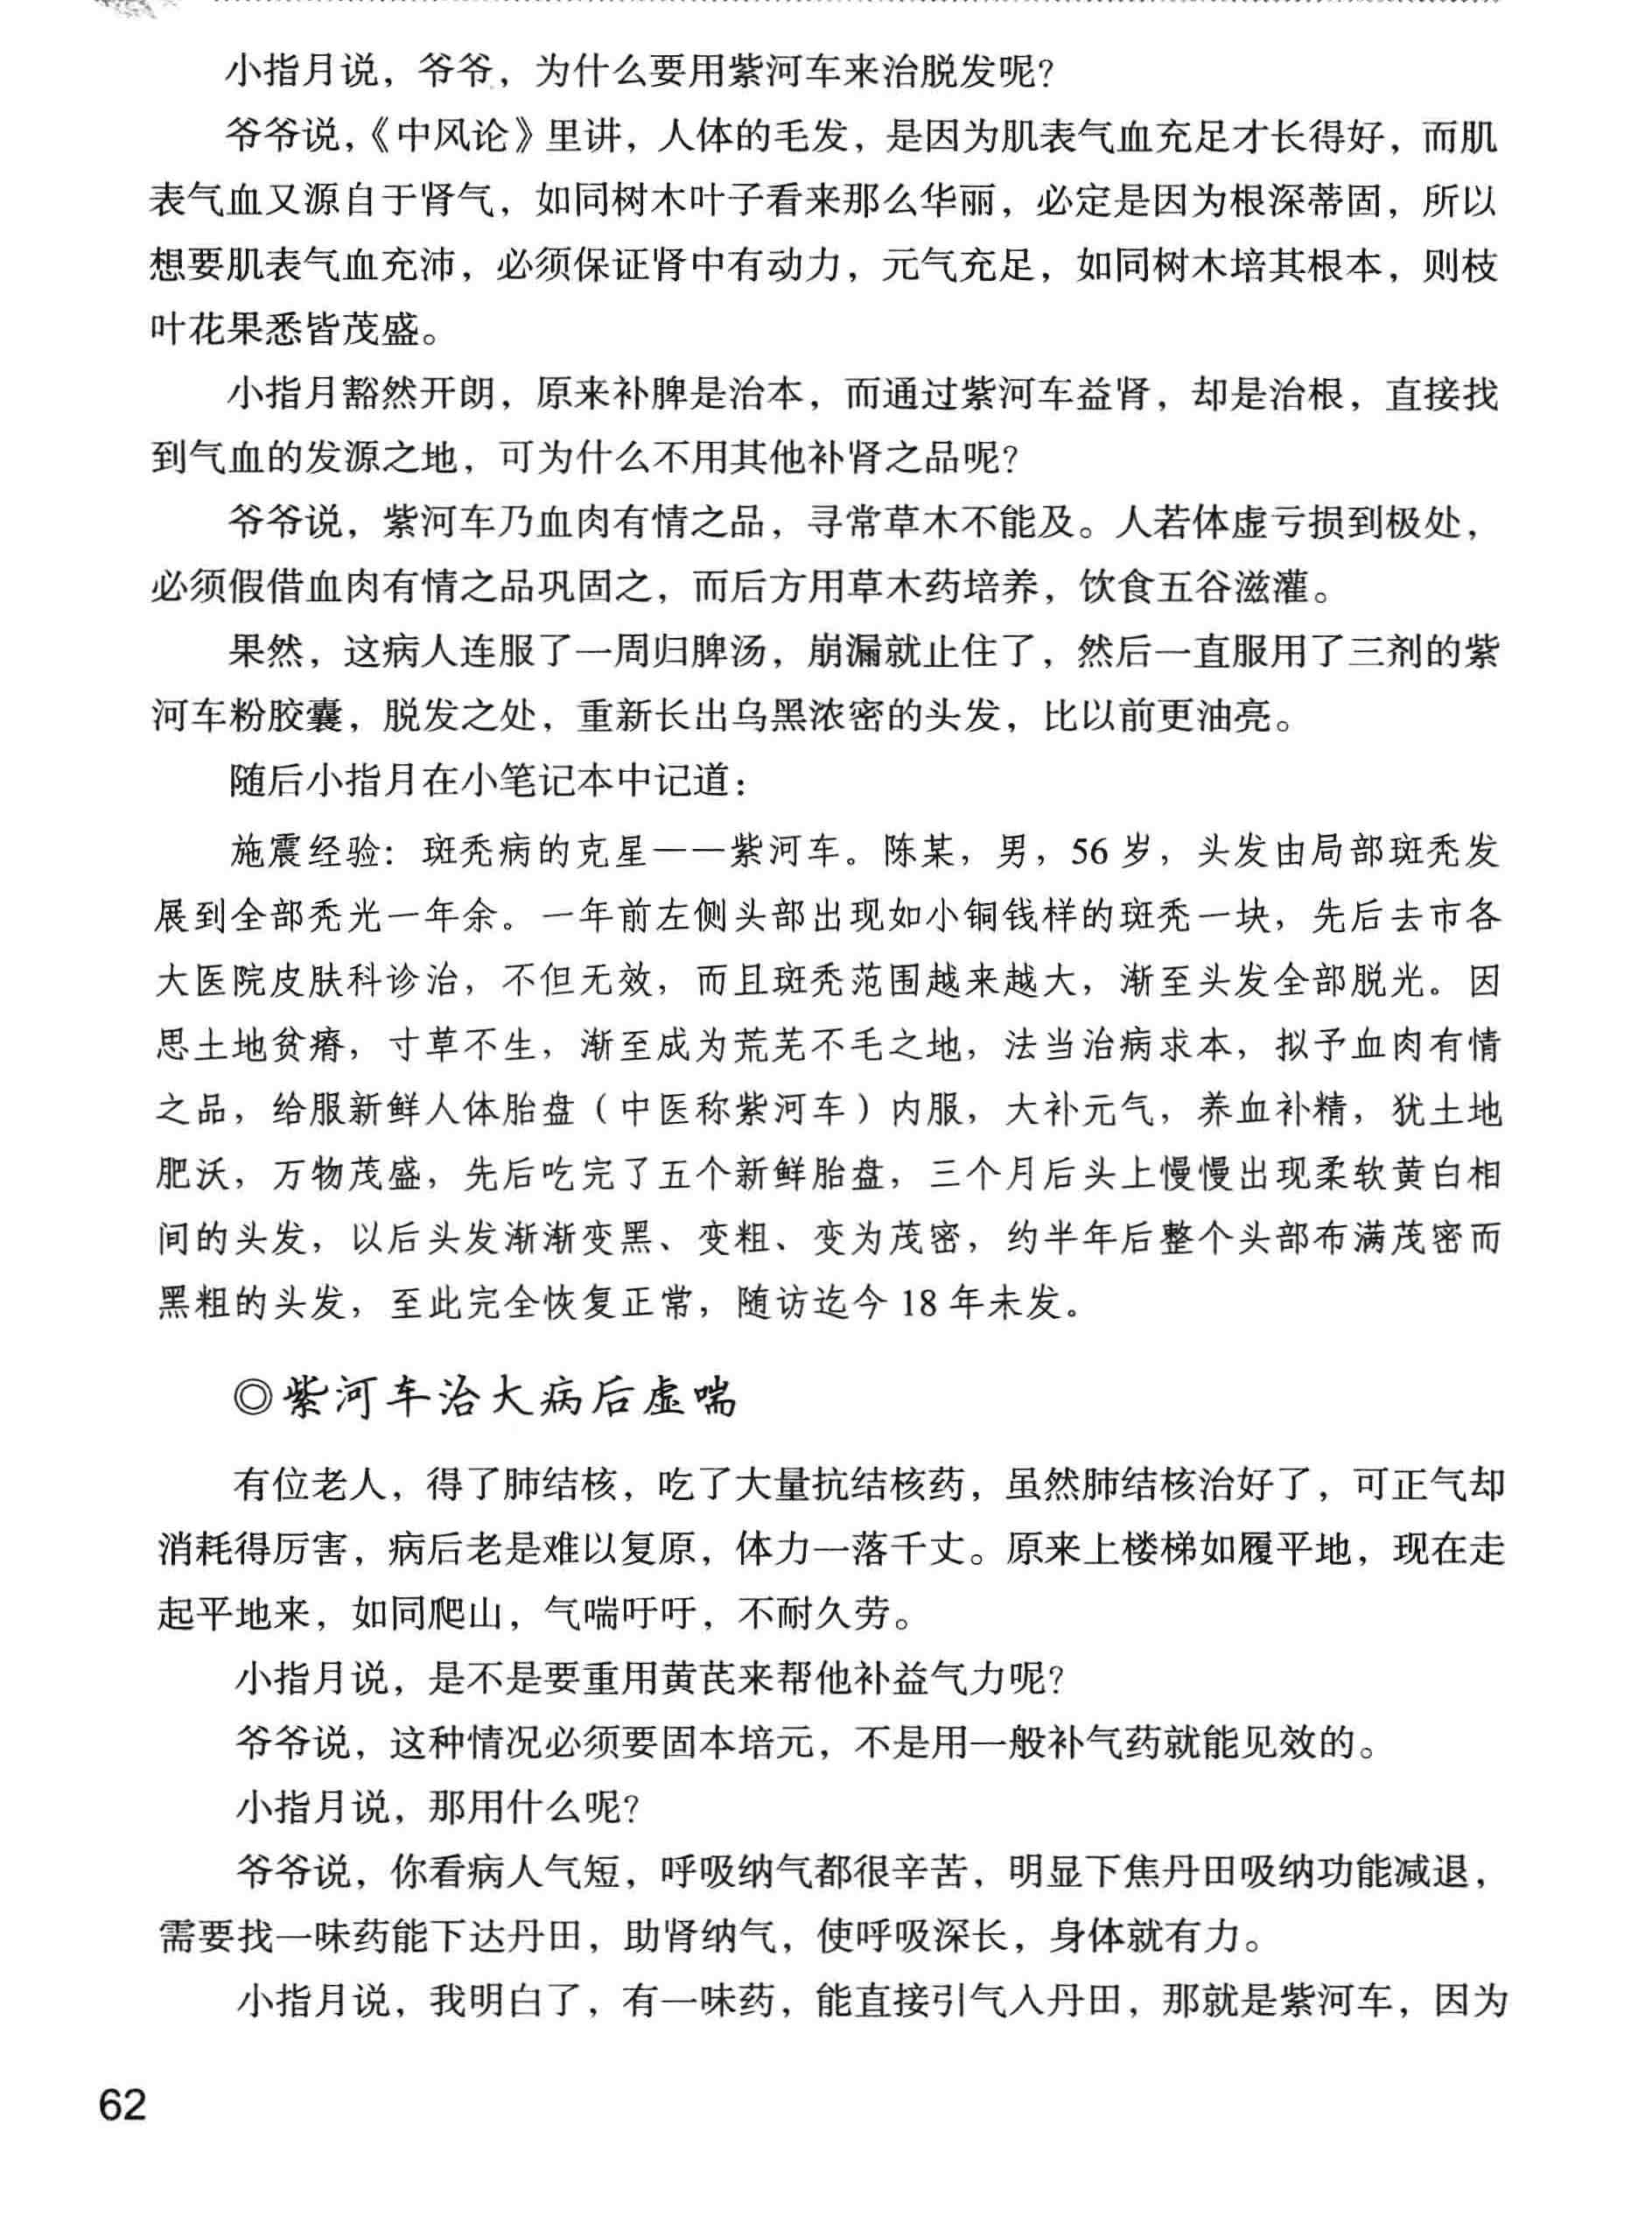 小指月说，爷爷，为什么要用紫河车来治脱发呢？
爷爷说，《中风论》里讲，人体的毛发，是因为肌表气血充足才长得好，而肌
表气血又源自于肾气，如同树木叶子看来那么华丽，必定是因为根深蒂固，所以
想要肌表气血充沛，必须保证肾中有动力，元气充足，如同树木培其根本，则枝
叶花果悉皆茂盛。
小指月豁然开朗，原来补脾是治本，而通过紫河车益肾，却是治根，直接找
到气血的发源之地，可为什么不用其他补肾之品呢？
爷爷说，紫河车乃血肉有情之品，寻常草木不能及。人若体虚亏损到极处，
必须假借血肉有情之品巩固之，而后方用草木药培养，饮食五谷滋灌。
果然，这病人连服了一周归脾汤，崩漏就止住了，然后一直服用了三剂的紫
河车粉胶囊，脱发之处，重新长出乌黑浓密的头发，比以前更油亮。
随后小指月在小笔记本中记道：
施震经验：斑秃病的克星——紫河车。陈某，男，56 岁，头发由局部斑秃发
展到全部秃光一年余。一年前左侧头部出现如小铜钱样的斑秃一块，先后去市各
大医院皮肤科诊治，不但无效，而且斑秃范围越来越大，渐至头发全部脱光。因
思土地贫瘠，寸草不生，渐至成为荒芜不毛之地，法当治病求本，拟予血肉有情
之品，给服新鲜人体胎盘（中医称紫河车）内服，大补元气，养血补精，犹土地
肥沃，万物茂盛，先后吃完了五个新鲜胎盘，三个月后头上慢慢出现柔软黄白相
间的头发，以后头发渐渐变黑、变粗、变为茂密，约半年后整个头部布满茂密而
黑粗的头发，至此完全恢复正常，随访迄今 18 年未发。
◎紫河车治大病后虚喘
有位老人，得了肺结核，吃了大量抗结核药，虽然肺结核治好了，可正气却
消耗得厉害，病后老是难以复原，体力一落千丈。原来上楼梯如履平地，现在走
起平地来，如同爬山，气喘吁吁，不耐久劳。
小指月说，是不是要重用黄芪来帮他补益气力呢？
爷爷说，这种情况必须要固本培元，不是用一般补气药就能见效的。
小指月说，那用什么呢？
爷爷说，你看病人气短，呼吸纳气都很辛苦，明显下焦丹田吸纳功能减退，
需要找一味药能下达丹田，助肾纳气，使呼吸深长，身体就有力。
小指月说，我明白了，有一味药，能直接引气入丹田，那就是紫河车，因为
62